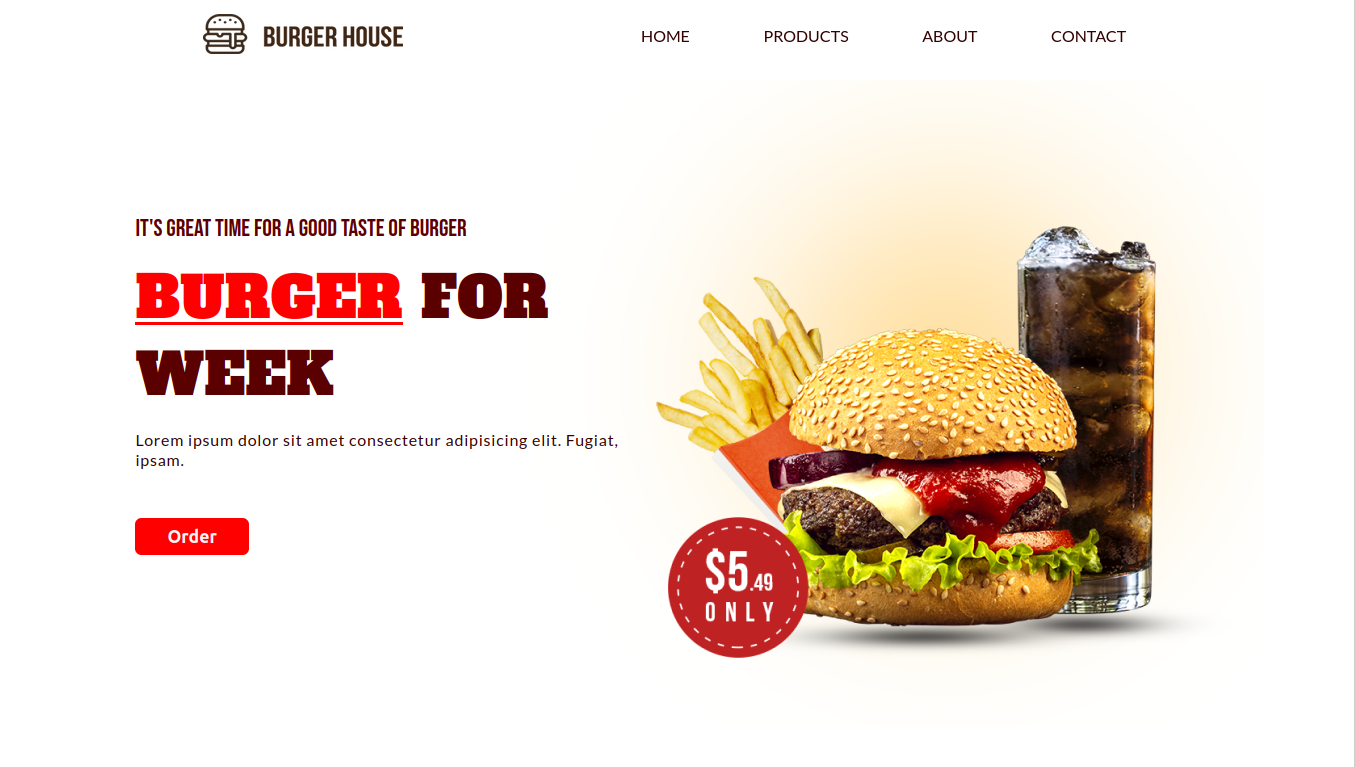 BURGER HOUSE
HOME PRODUCTS ABOUT CONTACT
IT'S GREAT TIME FOR A GOOD TASTE OF BURGER
BURGER FOR
WEEK
Lorem ipsum dolor sit amet consectetur adipisicing elit. Fugiat,
ipsam.
Order
$5.49
ONLY